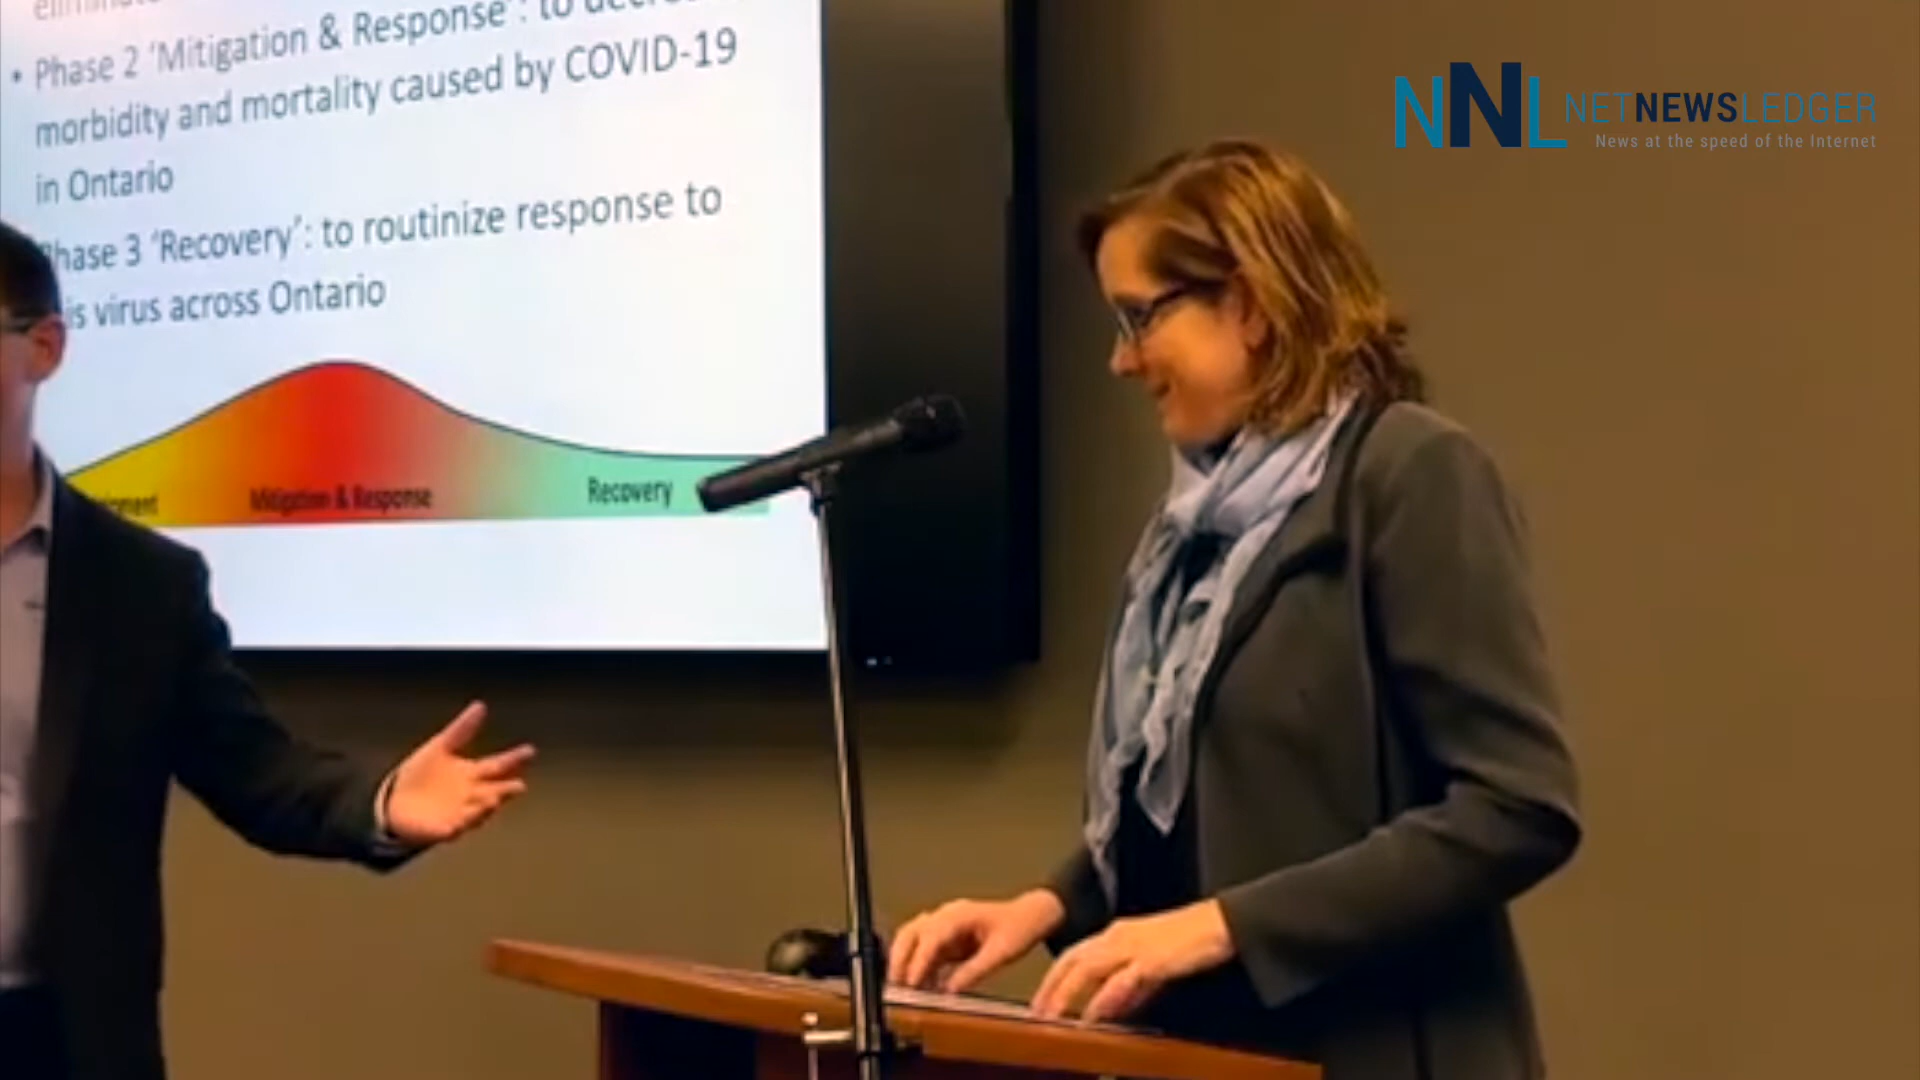 • Phase 2 'Mitigation & Response': to
morbidity and mortality caused by COVID-19
in Ontario
Phase 3 'Recovery': to routinize response to
is virus across Ontario
Mitigation & Response
Recovery
NNL NETNEWSLEDGER
News at the speed of the Internet